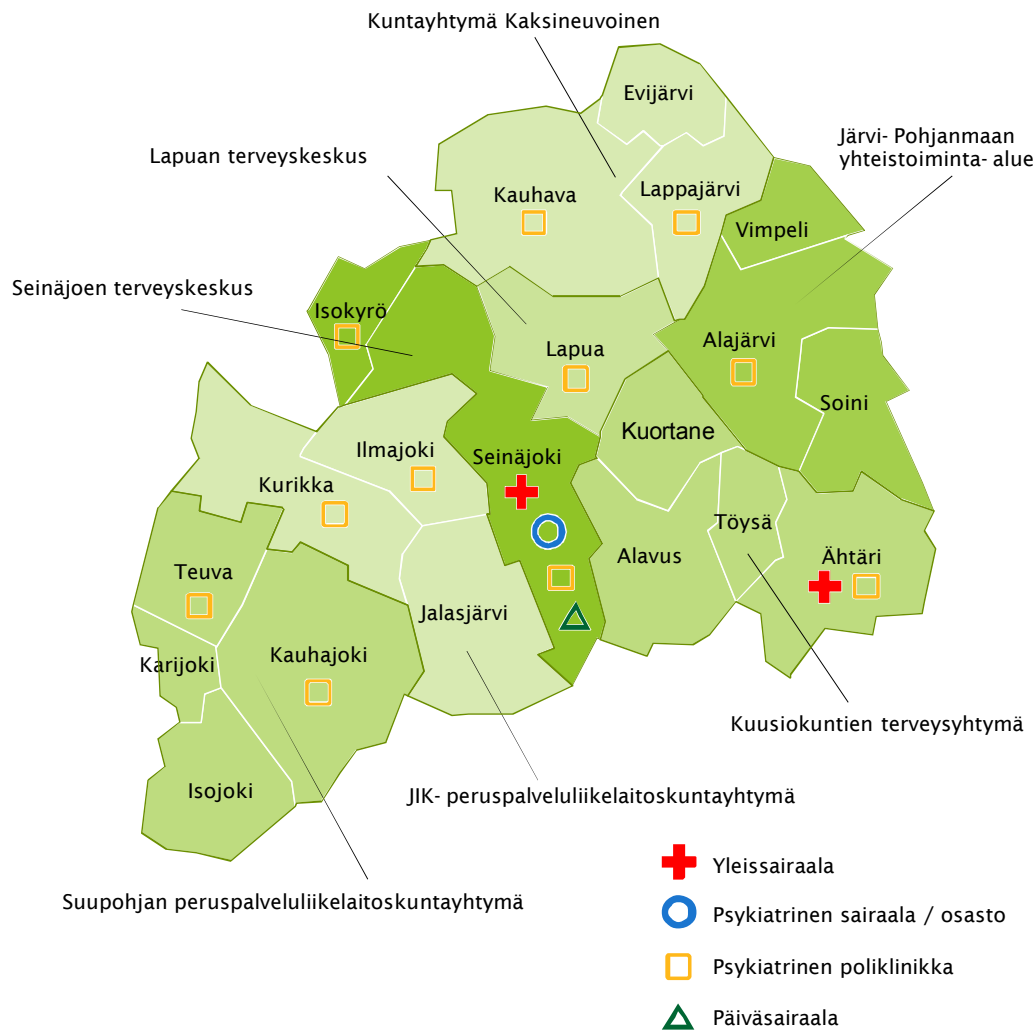 Kuntayhtymä Kaksineuvoinen
Evijärvi
Järvi- Pohjanmaan
yhteistoiminta- alue
Lapuan terveyskeskus
Kauhava
Lappajärvi
Vimpeli
Seinäjoen terveyskeskus
Isokyrö
Lapua
Alajärvi
Soini
Kuortane
Ilmajoki
Seinäjoki
Kurikka
Töysä
Alavus
Ähtäri
Teuva
Jalasjärvi
Karijoki
Kauhajoki
Kuusiokuntien terveysyhtymä
Isojoki
JIK- peruspalveluliikelaitoskuntayhtymä
Yleissairaala
Suupohjan peruspalveluliikelaitoskuntayhtymä
Psykiatrinen sairaala / osasto
Psykiatrinen poliklinikka
Päiväsairaala